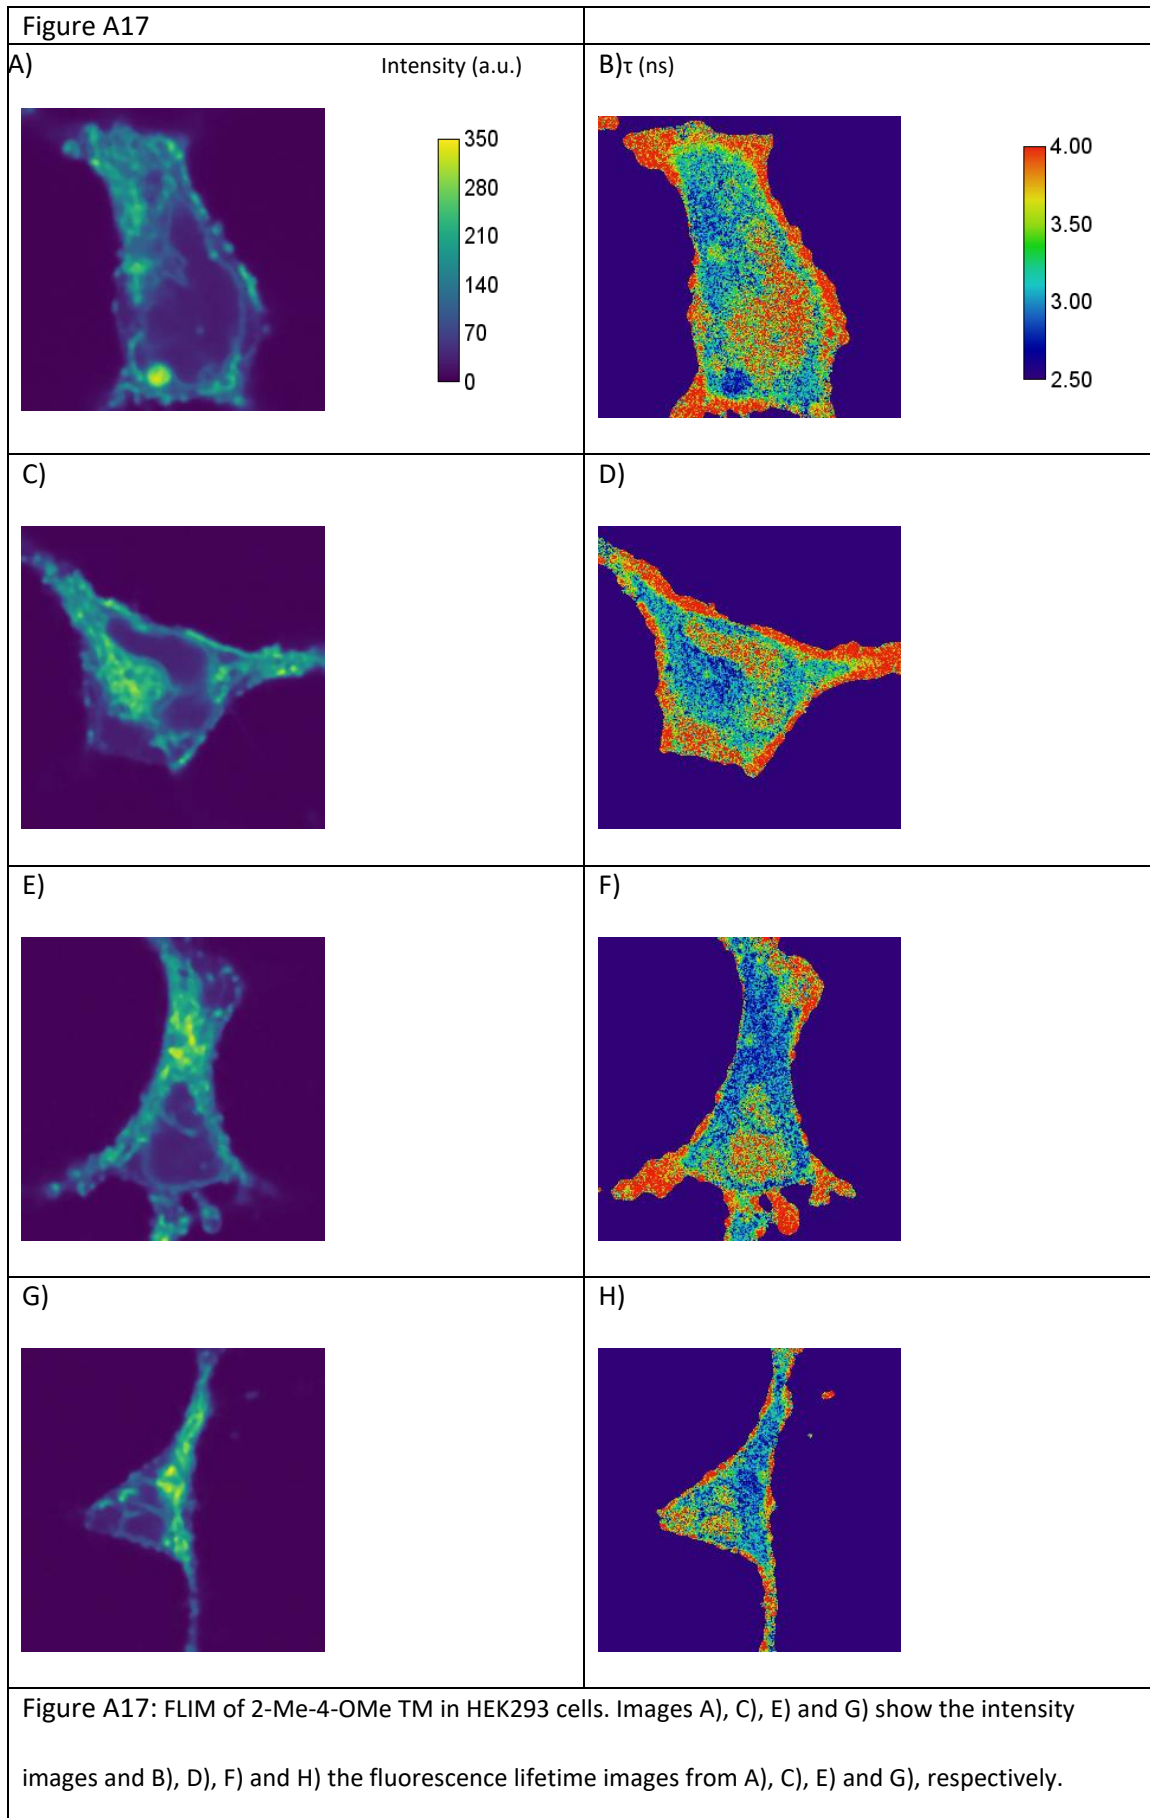 Figure A17
A)
Intensity (a.u.)
350
280
210
140
70
0
B)τ (ns)
4.00
3.50
3.00
2.50
C)
D)
E)
F)
G)
H)
Figure A17: FLIM of 2-Me-4-OMe TM in HEK293 cells. Images A), C), E) and G) show the intensity
images and B), D), F) and H) the fluorescence lifetime images from A), C), E) and G), respectively.